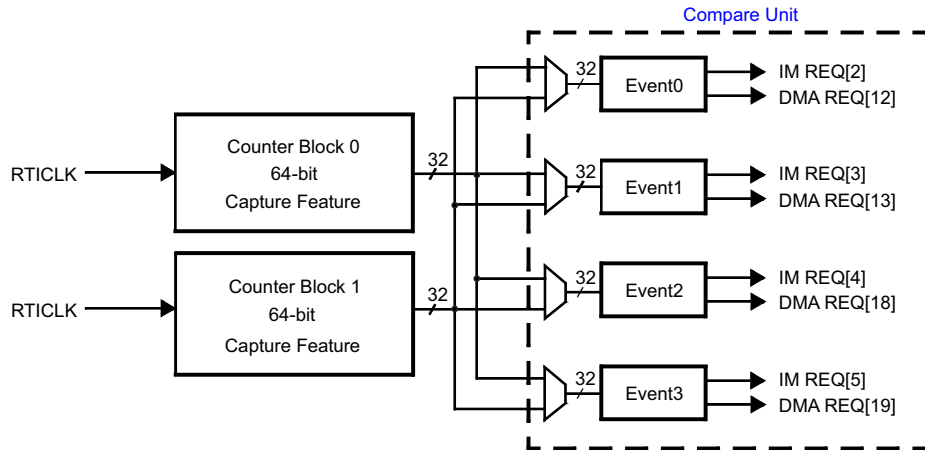 Compare Unit
RTICLK
Counter Block 0
64-bit
Capture Feature
32
32
Event0
IM REQ[2]
DMA REQ[12]
32
Event1
IM REQ[3]
DMA REQ[13]
RTICLK
Counter Block 1
64-bit
Capture Feature
32
32
Event2
IM REQ[4]
DMA REQ[18]
32
Event3
IM REQ[5]
DMA REQ[19]